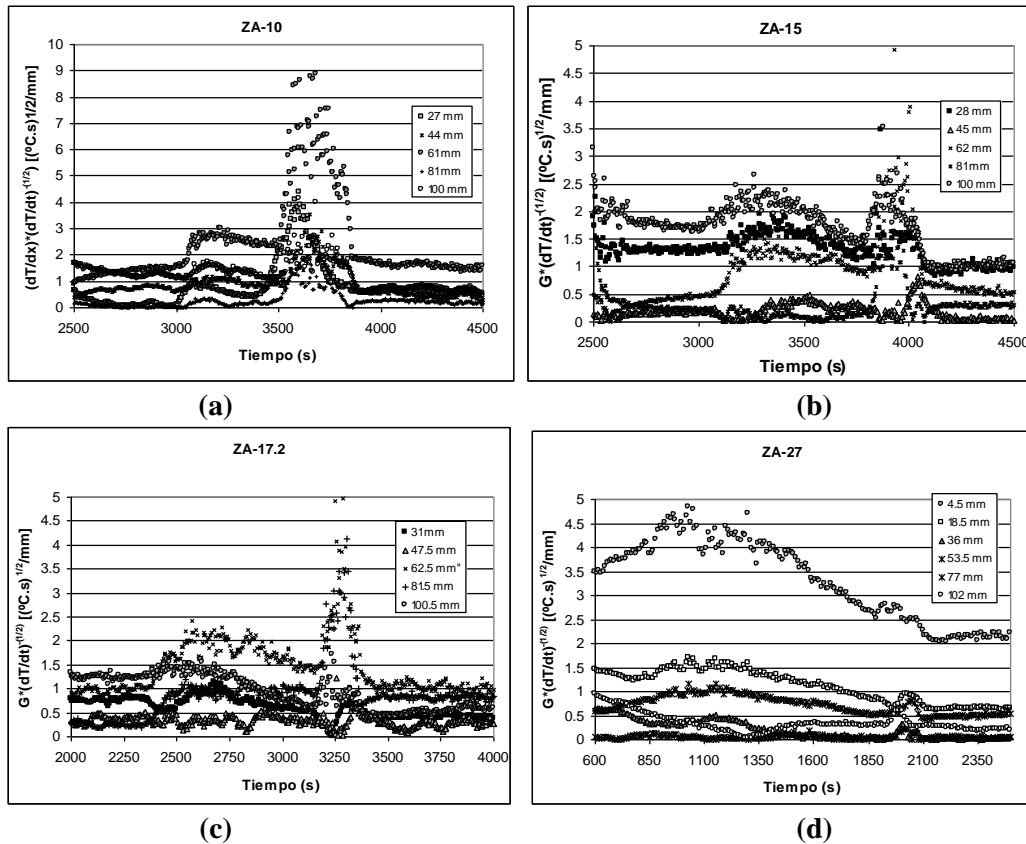 ZA-10
(dT/dx)*(dT/dt)-(1/2) [(ºC.s)1/2/mm]
10
9
8
7
6
5
4
3
2
1
0
2500 3000 3500 4000 4500
Tiempo (s)
27 mm
44 mm
61 mm
81 mm
100 mm
(a)
ZA-15
G*(dT/dt)-(1/2) [(ºC.s)1/2/mm]
5
4.5
4
3.5
3
2.5
2
1.5
1
0.5
0
2500 3000 3500 4000 4500
Tiempo (s)
28 mm
45 mm
62 mm
81 mm
100 mm
(b)
ZA-17.2
G*(dT/dt)-(1/2) [(ºC.s)1/2/mm]
5
4.5
4
3.5
3
2.5
2
1.5
1
0.5
0
2000 2250 2500 2750 3000 3250 3500 3750 4000
Tiempo (s)
31mm
47.5 mm
62.5 mm"
81.5 mm
100.5 mm
(c)
ZA-27
G*(dT/dt)-(1/2) [(ºC.s)1/2/mm]
5
4.5
4
3.5
3
2.5
2
1.5
1
0.5
0
600 850 1100 1350 1600 1850 2100 2350
Tiempo (s)
4.5 mm
18.5 mm
36 mm
53.5 mm
77 mm
102 mm
(d)